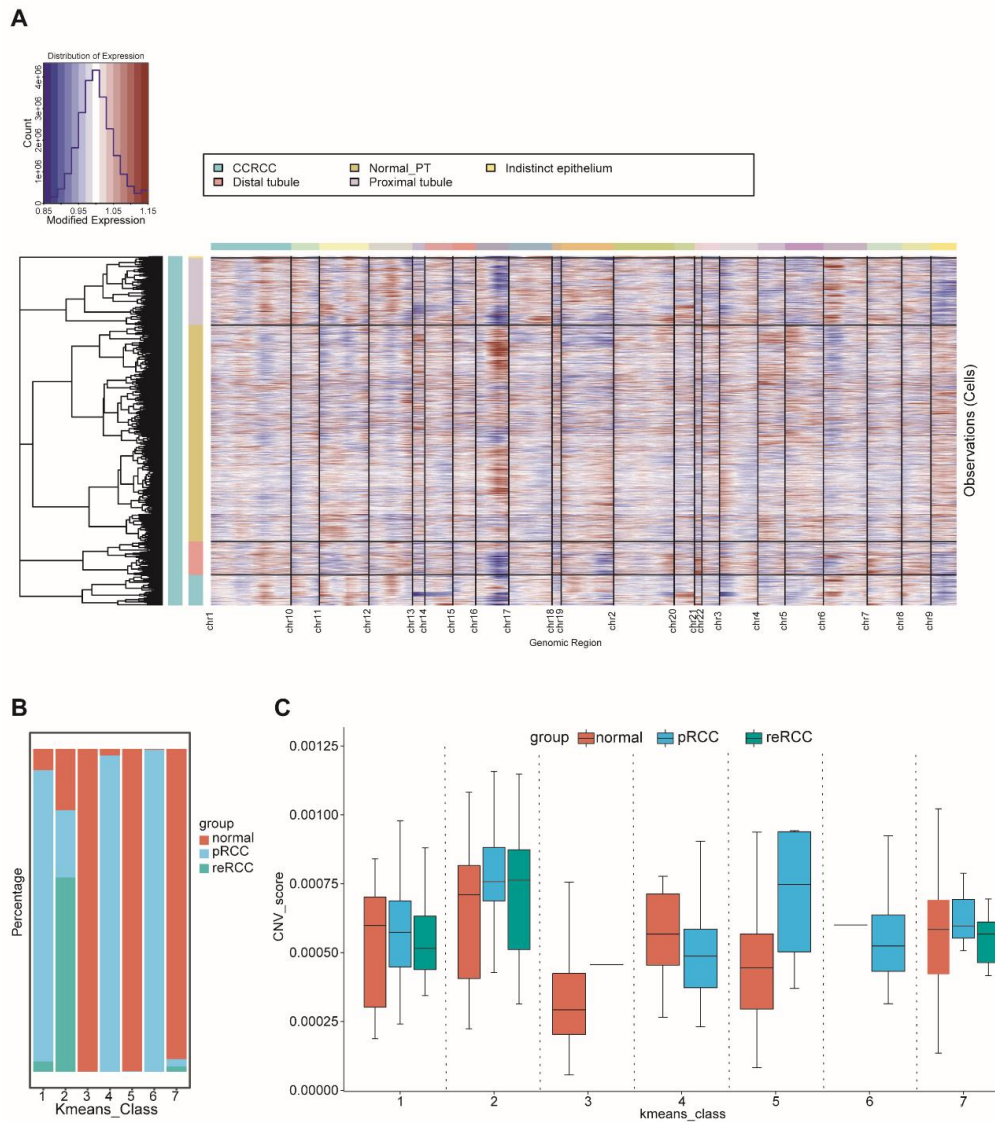 A
Distribution of Expression
Count
0 1e+06 2e+06 3e+06 4e+06
0.85 0.95 1.05 1.15
Modified Expression
CCRCC Normal_PT Indistinct epithelium
Distal tubule Proximal tubule
Observations (Cells)
chr1 chr10 chr11 chr12 chr13 chr14 chr15 chr16 chr17 chr18 chr19 chr2 chr20 chr21 chr22 chr3 chr4 chr5 chr6 chr7 chr8 chr9
Genomic Region
B
Percentage
group
normal
pRCC
reRCC
1 2 3 4 5 6 7
Kmeans_Class
C
group normal pRCC reRCC
CNV_score
0.00125
0.00100
0.00075
0.00050
0.00025
0.00000
1 2 3 4 5 6 7
kmeans_class